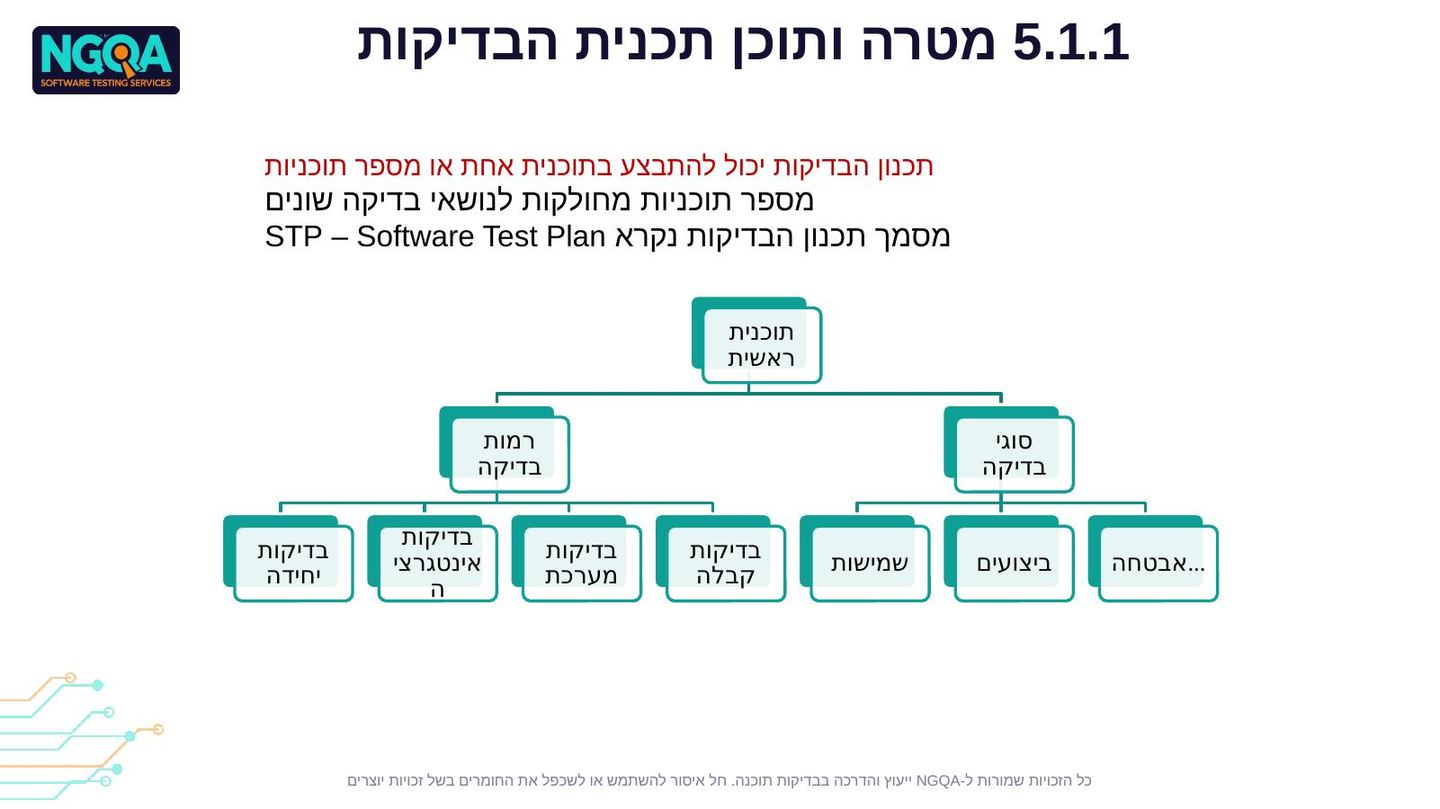 NGQA
SOFTWARE TESTING SERVICES
5.1.1 מטרה ותוכן תכנית הבדיקות
תכנון הבדיקות יכול להתבצע בתוכנית אחת או מספר תוכניות
מספר תוכניות מחולקות לנושאי בדיקה שונים
מסמך תכנון הבדיקות נקרא STP – Software Test Plan
תוכנית
ראשית
סוגי
בדיקה
רמות
בדיקה
אבטחה...
ביצועים
שמישות
בדיקות
קבלה
בדיקות
מערכת
בדיקות
אינטגרצי
ה
בדיקות
יחידה
כל הזכויות שמורות ל-NGQA ייעוץ והדרכה בבדיקות תוכנה. חל איסור להשתמש או לשכפל את החומרים בשל זכויות יוצרים